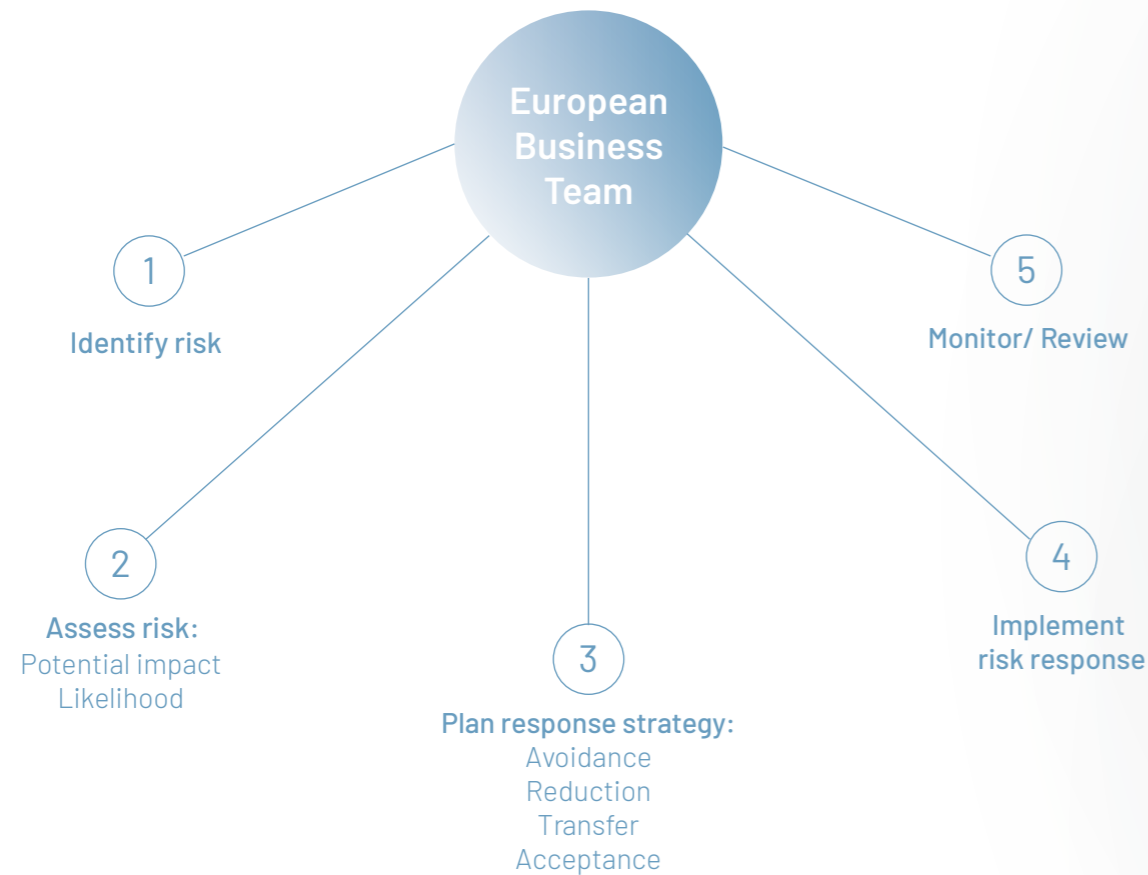 European
Business
Team
1
Identify risk
2
Assess risk:
Potential impact
Likelihood
3
Plan response strategy:
Avoidance
Reduction
Transfer
Acceptance
4
Implement
risk response
5
Monitor/ Review